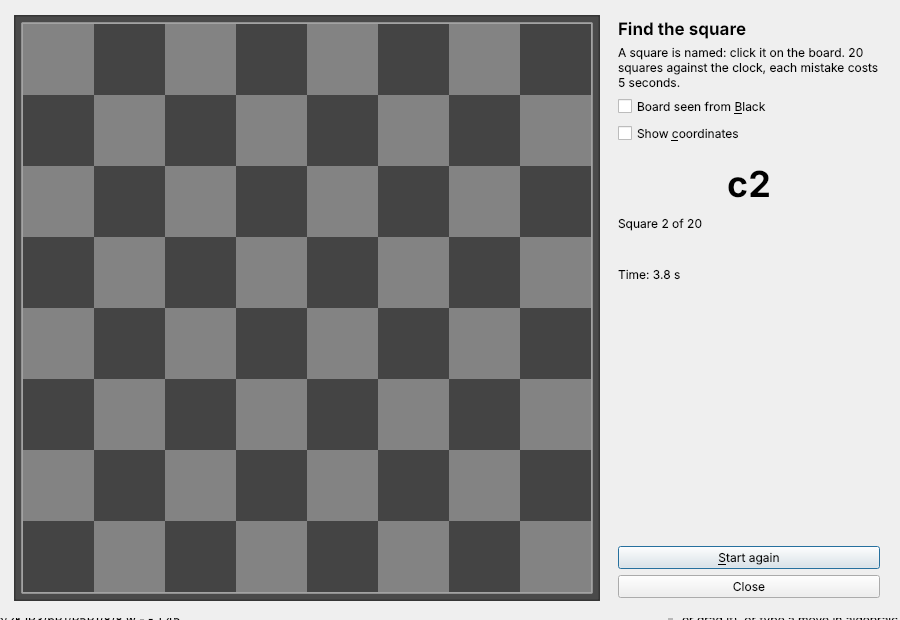 Find the square
A square is named: click it on the board. 20
squares against the clock, each mistake costs
5 seconds.
Board seen from Black
Show coordinates
c2
Square 2 of 20
Time: 3.8 s
Start again
Close